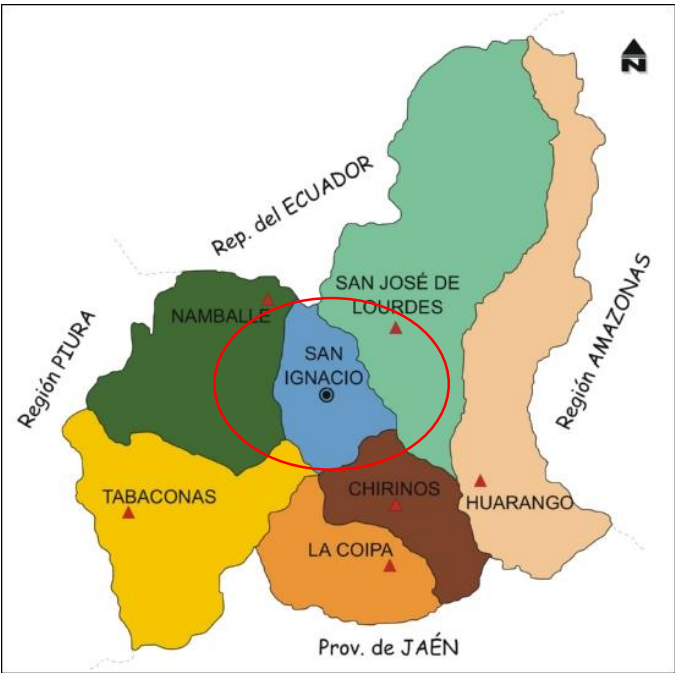 N
Rep. del ECUADOR
SAN JOSÉ DE
LOURDES
NAMBALLE
Región PIURA
Región AMAZONAS
SAN
IGNACIO
TABACONAS
CHIRINOS
HUARANGO
LA COIPA
Prov. de JAÉN